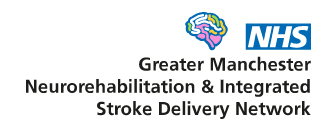 NHS
Greater Manchester
Neurorehabilitation & Integrated
Stroke Delivery Network